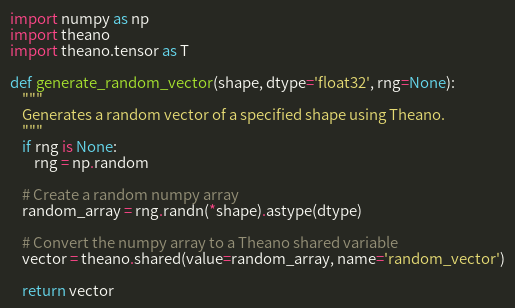 import numpy as np
import theano
import theano.tensor as T

def generate_random_vector(shape, dtype='float32', rng=None):
    """
    Generates a random vector of a specified shape using Theano.
    """
    if rng is None:
        rng = np.random

    # Create a random numpy array
    random_array = rng.randn(*shape).astype(dtype)

    # Convert the numpy array to a Theano shared variable
    vector = theano.shared(value=random_array, name='random_vector')

    return vector